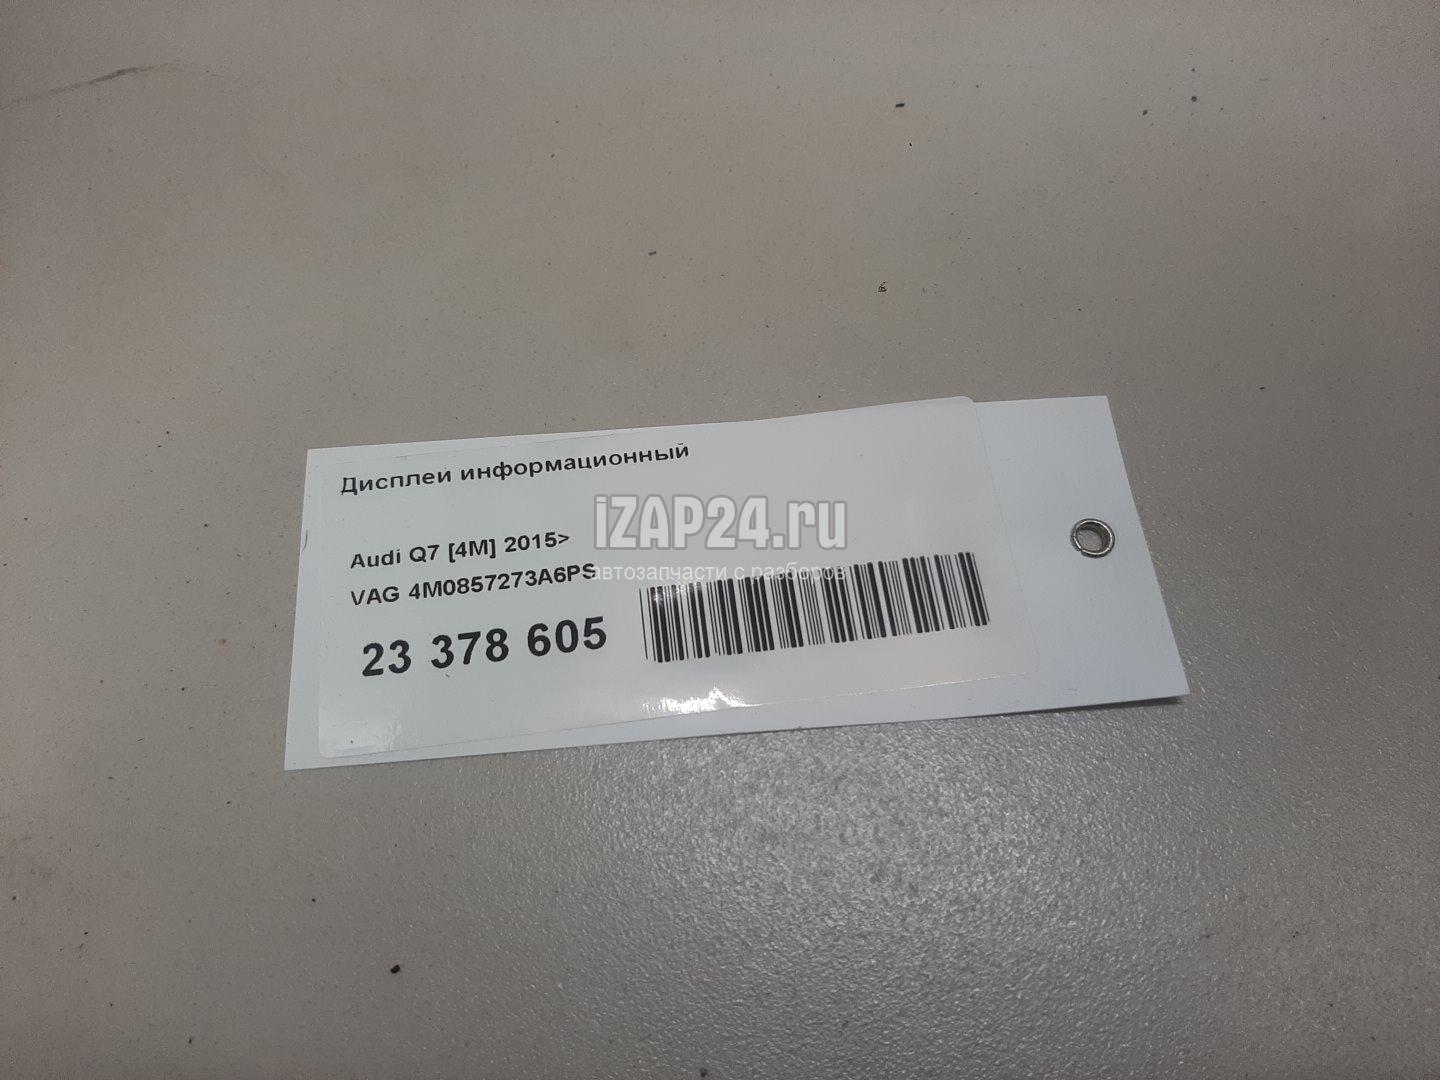 Дисплей информационный
Audi Q7 [4M] 2015>
VAG 4M0857273A6PS
23 378 605
iZAP24.ru
автозапчасти с разборов